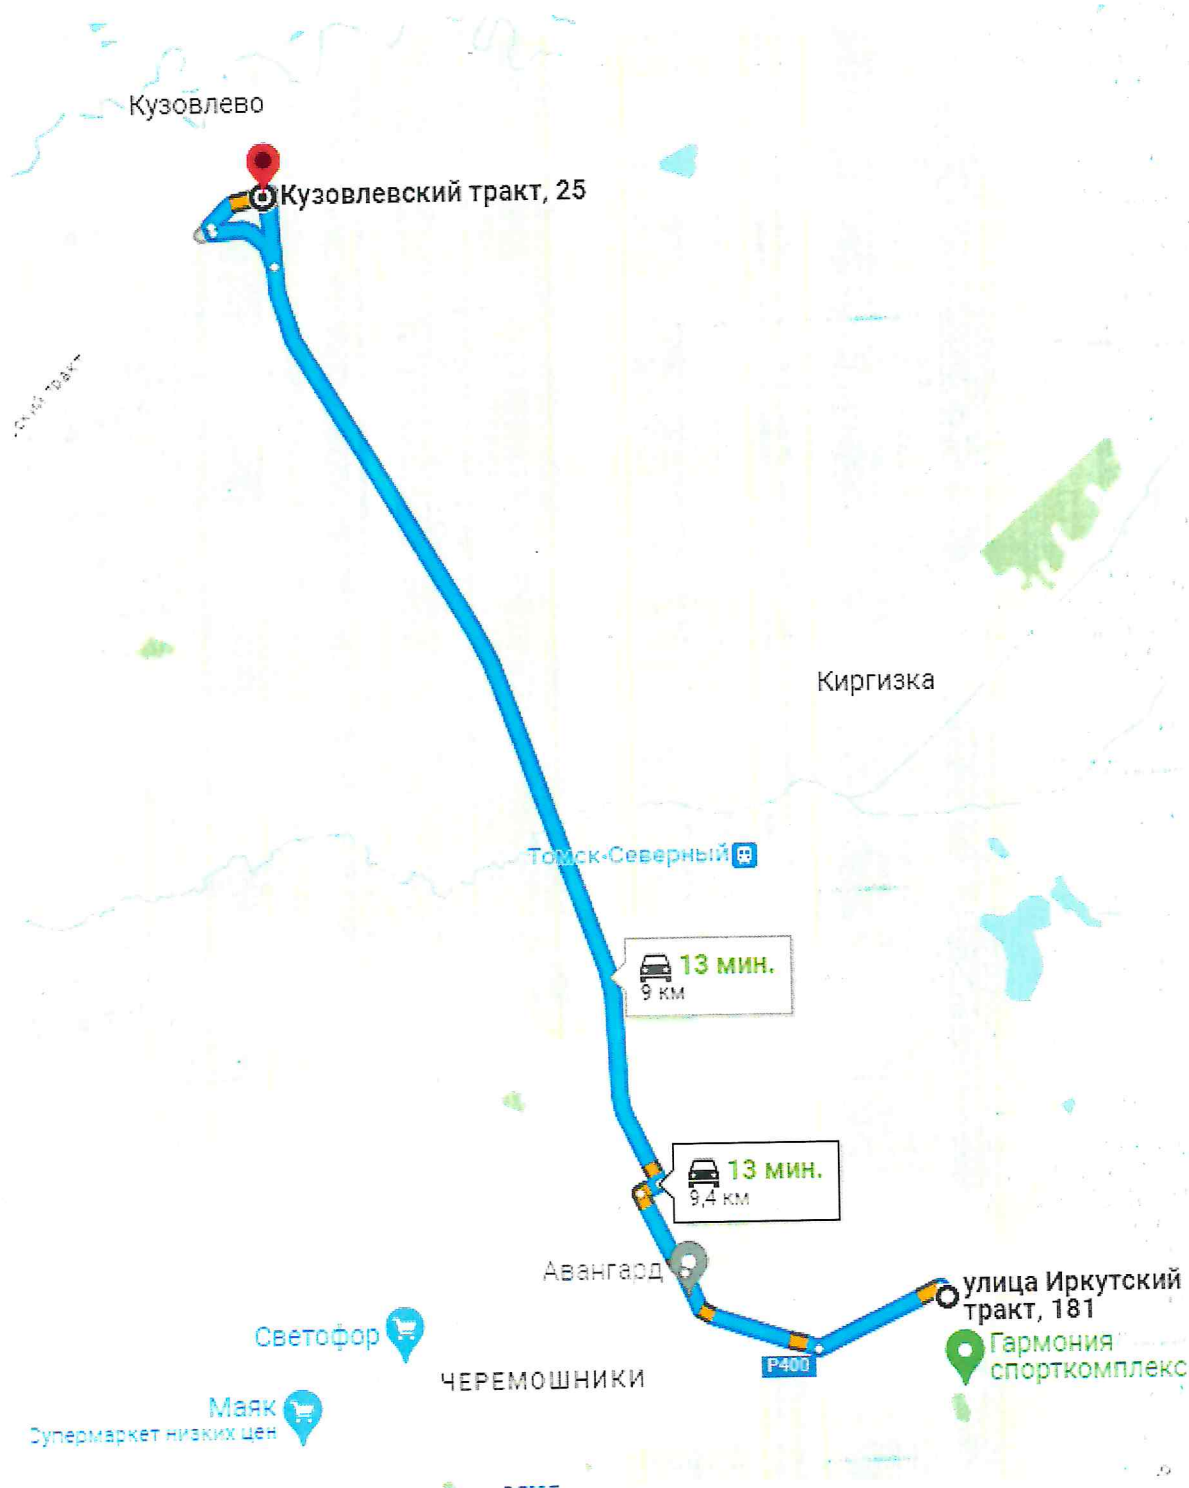 Кузовлево
Кузовлевский тракт, 25
тракт
Киргизка
Томск-Северный
13 мин.
9 км
13 мин.
9,4 км
Авангард
улица Иркутский
тракт, 181
Светофор
Р400
Гармония
спорткомплекс
ЧЕРЕМОШНИКИ
Маяк
Супермаркет низких цен